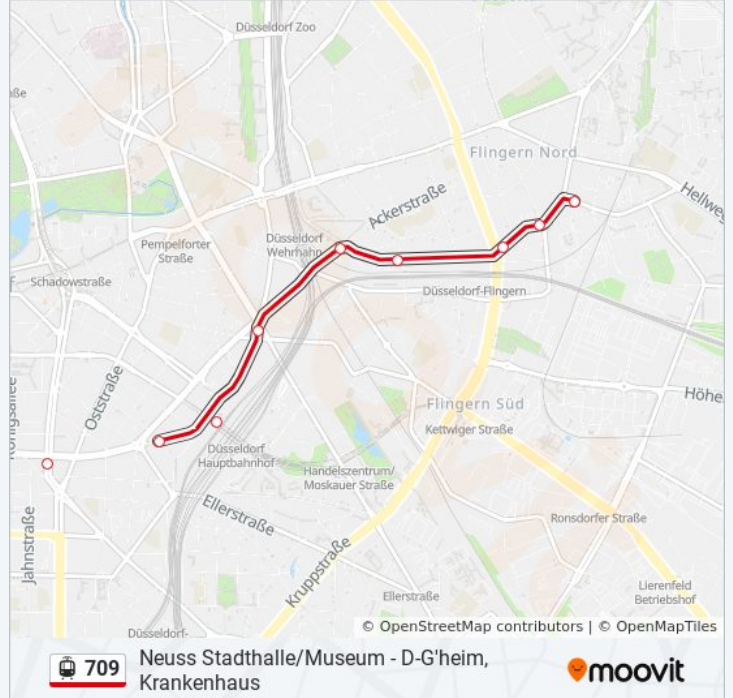 Düsseldorf Zoo
ße
Flingern Nord
Hellweg
Ackerstraße
Düsseldorf
Wehrhahn
Pempelforter
Straße
f
Schadowstraße
Düsseldorf-Flingern
Königsallee
Oststraße
Höhe
Flingern Süd
Kettwiger Straße
Düsseldorf
Hauptbahnhof
Handelszentrum/
Moskauer Straße
Ellerstraße
Ronsdorfer Straße
Jahnstraße
Kruppstraße
Lierenfeld
Betriebshof
Ellerstraße
Düsseldorf-
© OpenStreetMap contributors | © OpenMapTiles
709
Neuss Stadthalle/Museum - D-G'heim,
Krankenhaus
moovit